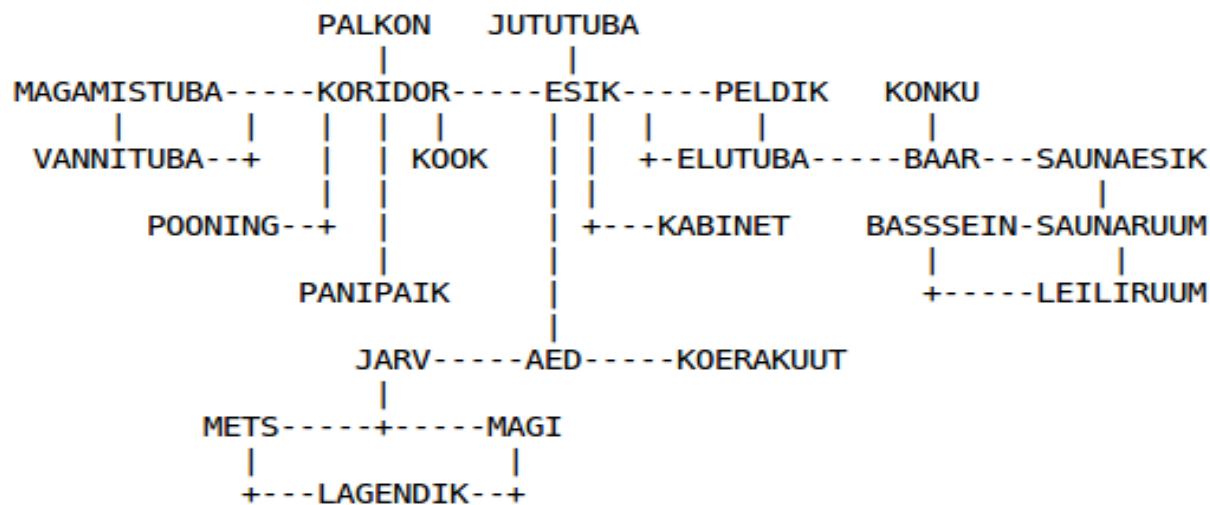 PALKON JUTUTUBA
MAGAMISTUBA-----KORIDOR-----ESIK-----PELDIK KONKU
VANNITUBA--+ KOOK +-ELUTUBA-----BAAR---SAUNAESIK
POONING--+ +---KABINET BASSSEIN-SAUNARUUM
PANIPAIK +-----LEILIRUUM
JARV-----AED-----KOERAKUUT
METS-----+-----MAGI
+---LAGENDIK--+